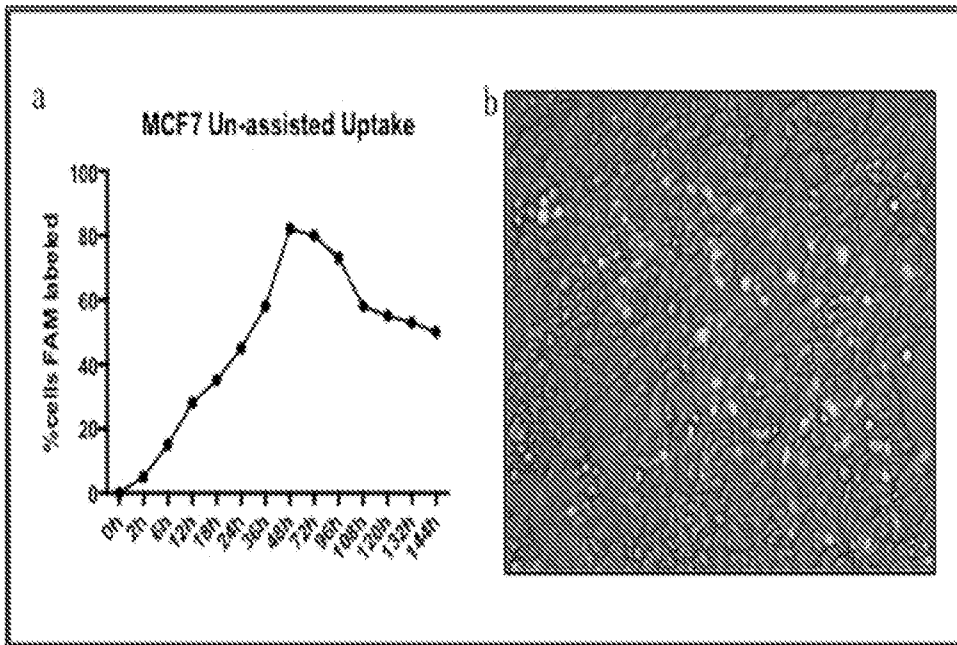 a
b
MCF7 Un-assisted Uptake
%cells FAM labeled
100
80
60
40
20
0
0h
2h
6h
12h
18h
24h
36h
48h
72h
96h
108h
120h
132h
144h